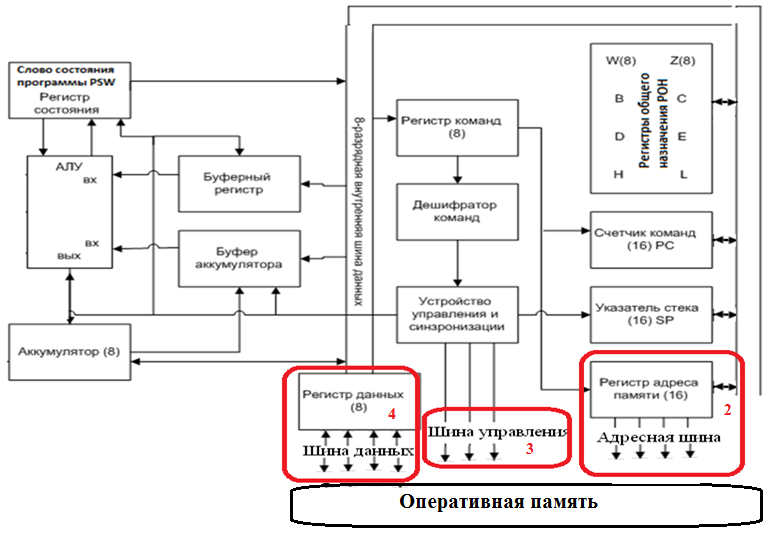 Слово состояния
программы PSW
Регистр
состояния
АЛУ
вх
вх
вых
Буферный
регистр
Буфер
аккумулятора
Аккумулятор (8)
8-разрядная внутренняя шина данных
Регистр команд
(8)
Дешифратор
команд
Устройство
управления и
синхронизации
W(8) Z(8)
B C
D E
H L
Регистры общего
назначения РОН
Счетчик команд
(16) PC
Указатель стека
(16) SP
Регистр адреса
памяти (16)
2
Адресная шина
Регистр данных
(8)
4
Шина данных
Шина управления
3
Оперативная память